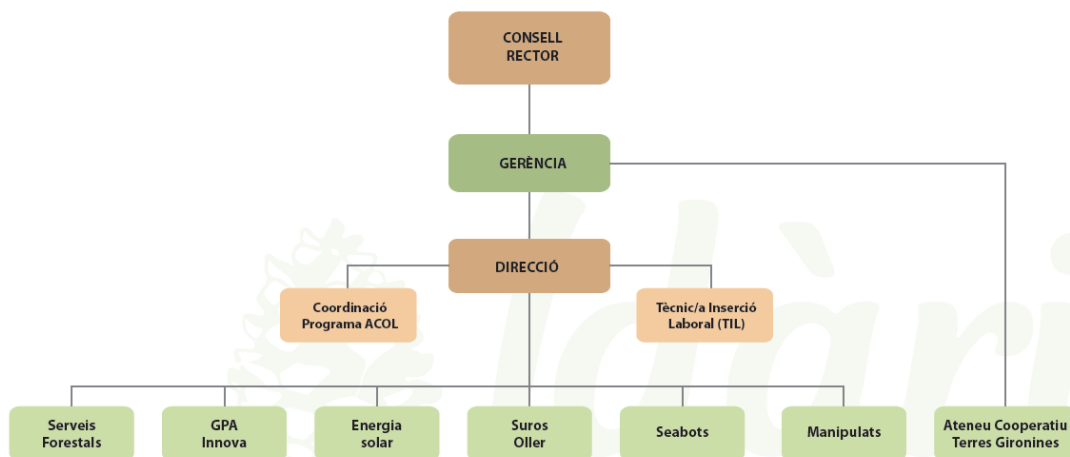 CONSELL
RECTOR
GERÈNCIA
DIRECCIÓ
Coordinació
Programa ACOL
Tècnic/a Inserció
Laboral (TIL)
Serveis
Forestals
GPA
Innova
Energia
solar
Suros
Oller
Seabots
Manipulats
Ateneu Cooperatiu
Terres Gironines
Idàri